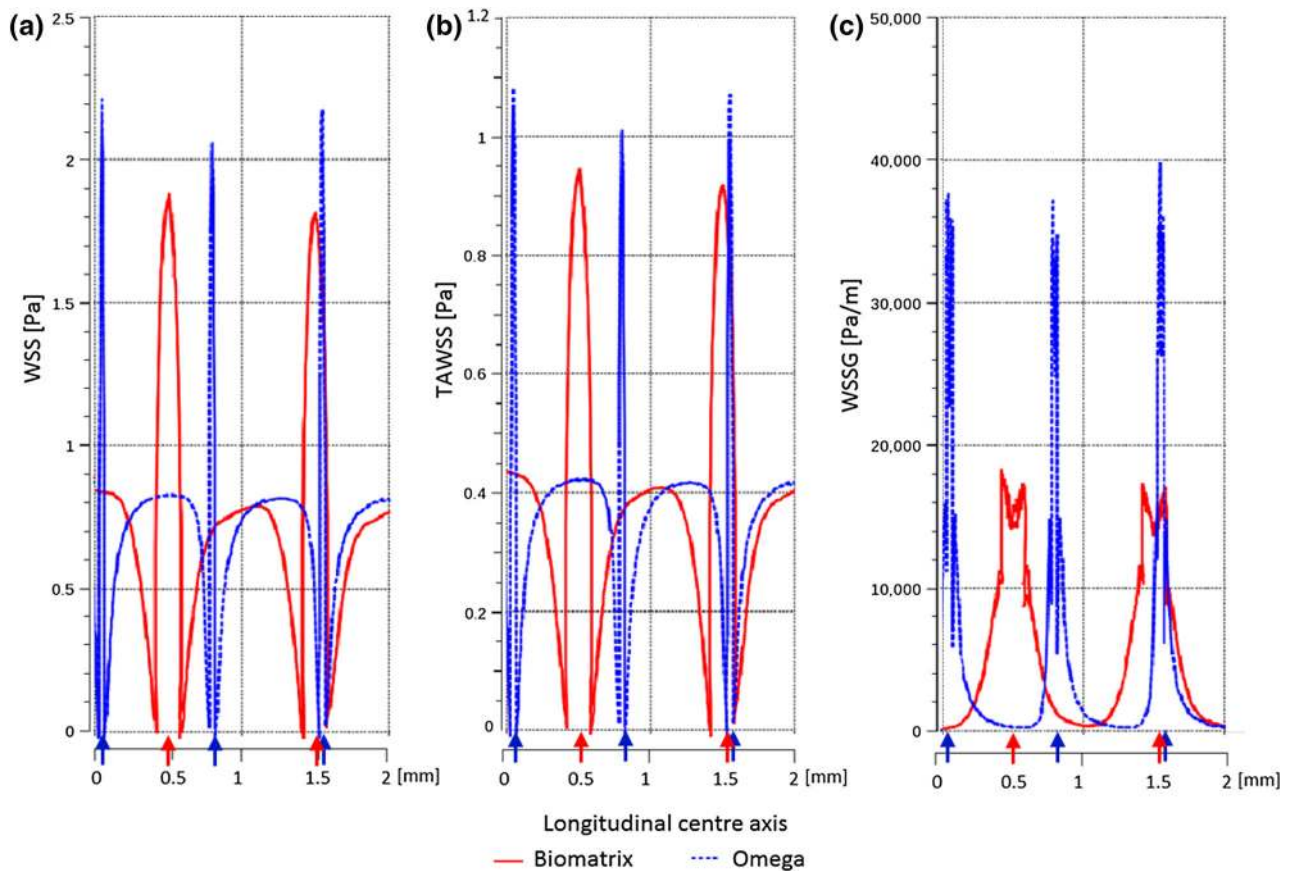 (a)
WSS [Pa]
2.5
2
1.5
1
0.5
0
0
0.5
1
1.5
2
[mm]
(b)
TAWSS [Pa]
1.2
1
0.8
0.6
0.4
0.2
0
0
0.5
1
1.5
2
[mm]
(c)
WSSG [Pa/m]
50,000
40,000
30,000
20,000
10,000
0
0
0.5
1
1.5
2
[mm]
Longitudinal centre axis
Biomatrix
Omega